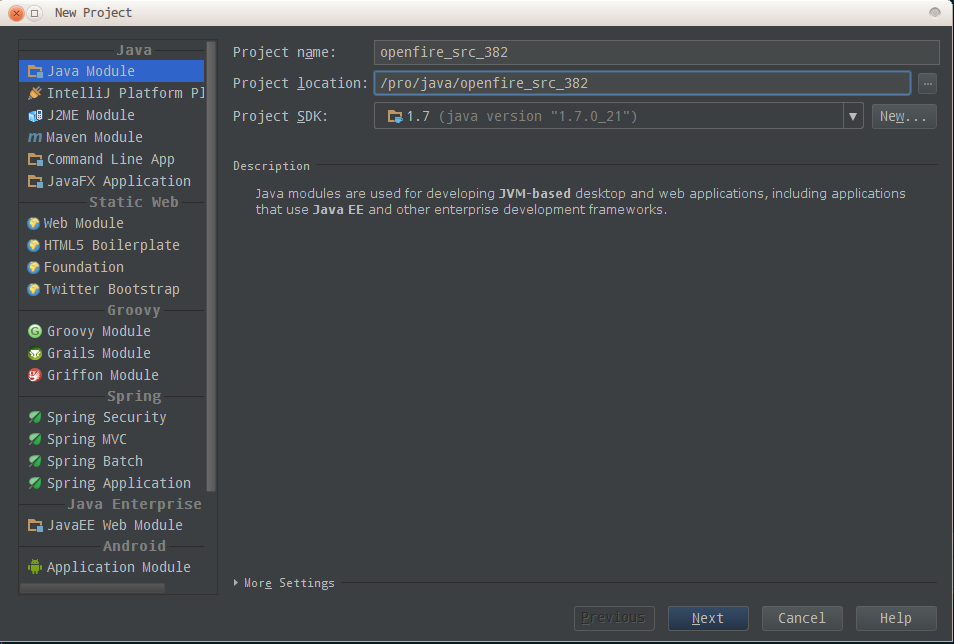 New Project
Java
Java Module
IntelliJ Platform Pl
J2ME Module
Maven Module
Command Line App
JavaFX Application
Static Web
Web Module
HTML5 Boilerplate
Foundation
Twitter Bootstrap
Groovy
Groovy Module
Grails Module
Griffon Module
Spring
Spring Security
Spring MVC
Spring Batch
Spring Application
Java Enterprise
JavaEE Web Module
Android
Application Module
Project name: openfire_src_382
Project location: /pro/java/openfire_src_382 ...
Project SDK: 1.7 (java version "1.7.0_21") New...
Description
Java modules are used for developing JVM-based desktop and web applications, including applications
that use Java EE and other enterprise development frameworks.
More Settings
Previous Next Cancel Help